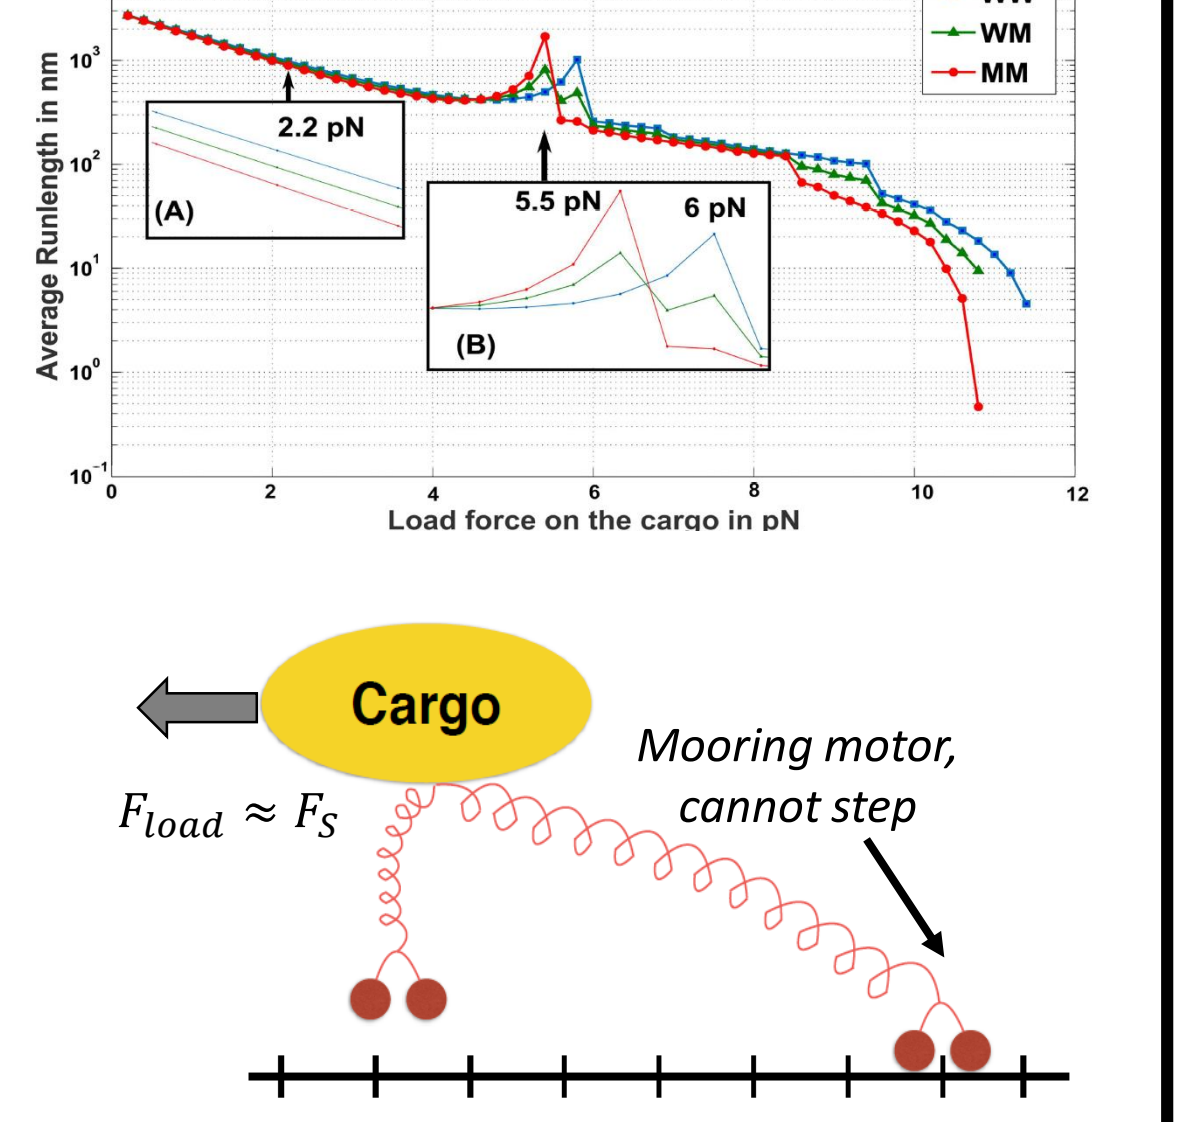 WM
MM
Average Runlength in nm
10³
10²
10¹
10⁰
10⁻¹
2.2 pN
(A)
5.5 pN
6 pN
(B)
0 2 4 6 8 10 12
Load force on the cargo in pN
Cargo
F_load ≈ F_S
Mooring motor,
cannot step